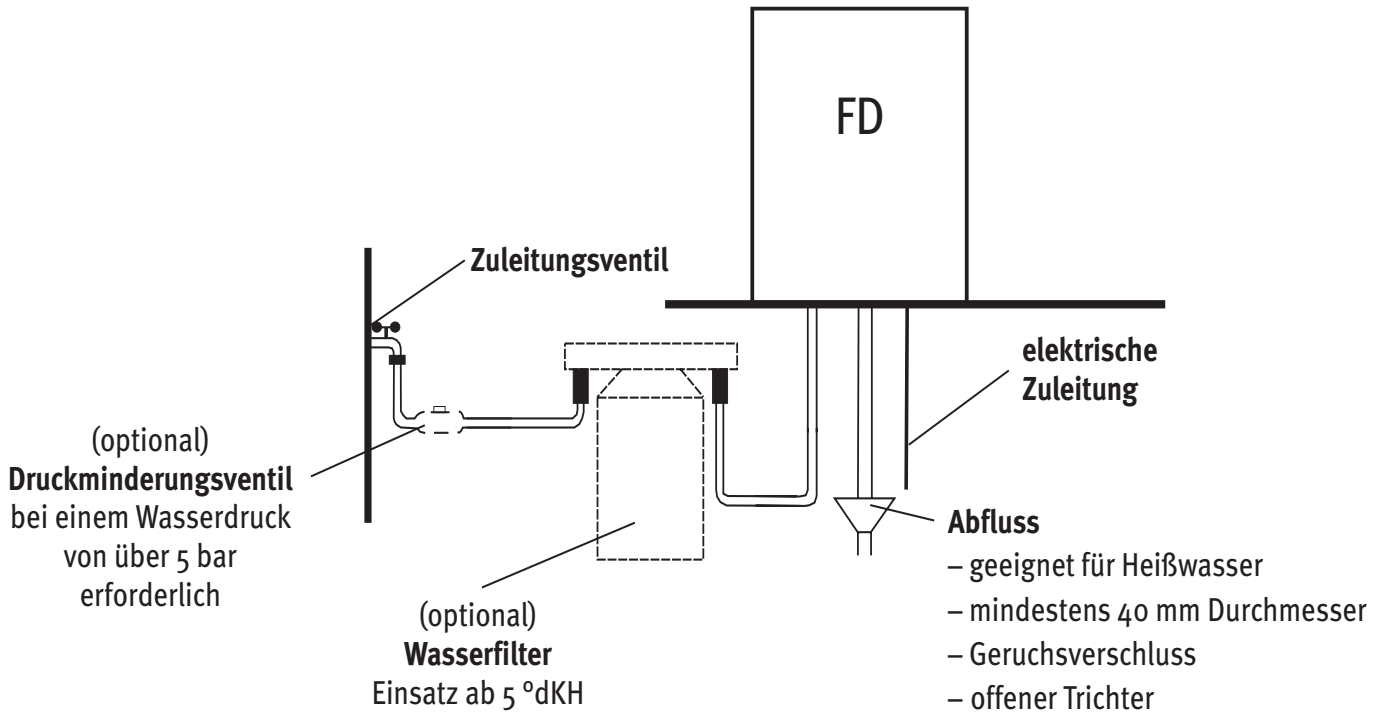 FD
Zuleitungsventil
elektrische
Zuleitung
(optional)
Druckminderungsventil
bei einem Wasserdruck
von über 5 bar
erforderlich
(optional)
Wasserfilter
Einsatz ab 5 °dKH
Abfluss
– geeignet für Heißwasser
– mindestens 40 mm Durchmesser
– Geruchsverschluss
– offener Trichter